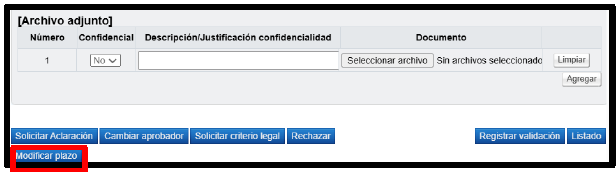 [Archivo adjunto]
Número Confidencial Descripción/Justificación confidencialidad Documento
1 No Seleccionar archivo Sin archivos seleccionado Limpiar
Agregar
Solicitar Aclaración Cambiar aprobador Solicitar criterio legal Rechazar Registrar validación Listado
Modificar plazo